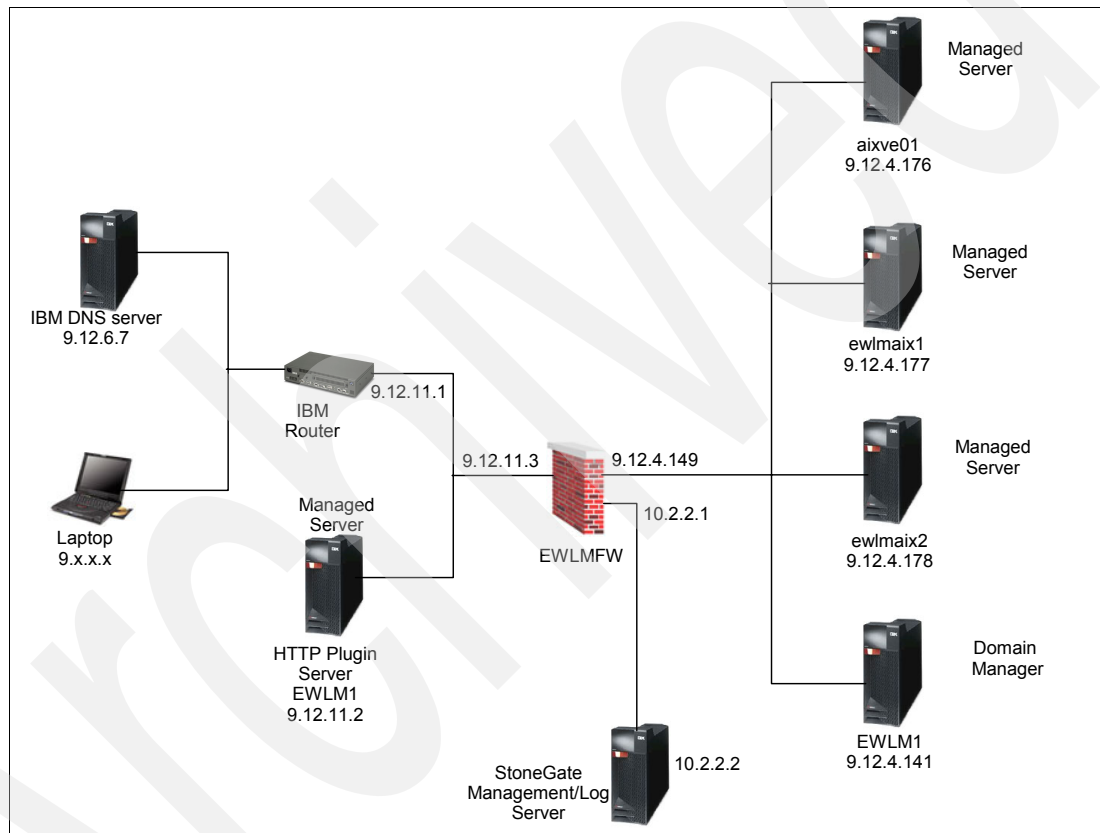 Managed
Server
aixve01
9.12.4.176
IBM DNS server
9.12.6.7
Managed
Server
ewlmaix1
9.12.4.177
9.12.11.1
IBM
Router
Laptop
9.x.x.x
Managed
Server
HTTP Plugin
Server
EWLM1
9.12.11.2
9.12.11.3
9.12.4.149
10.2.2.1
EWLMFW
Managed
Server
ewlmaix2
9.12.4.178
Domain
Manager
EWLM1
9.12.4.141
StoneGate
Management/Log
Server
10.2.2.2
Archived